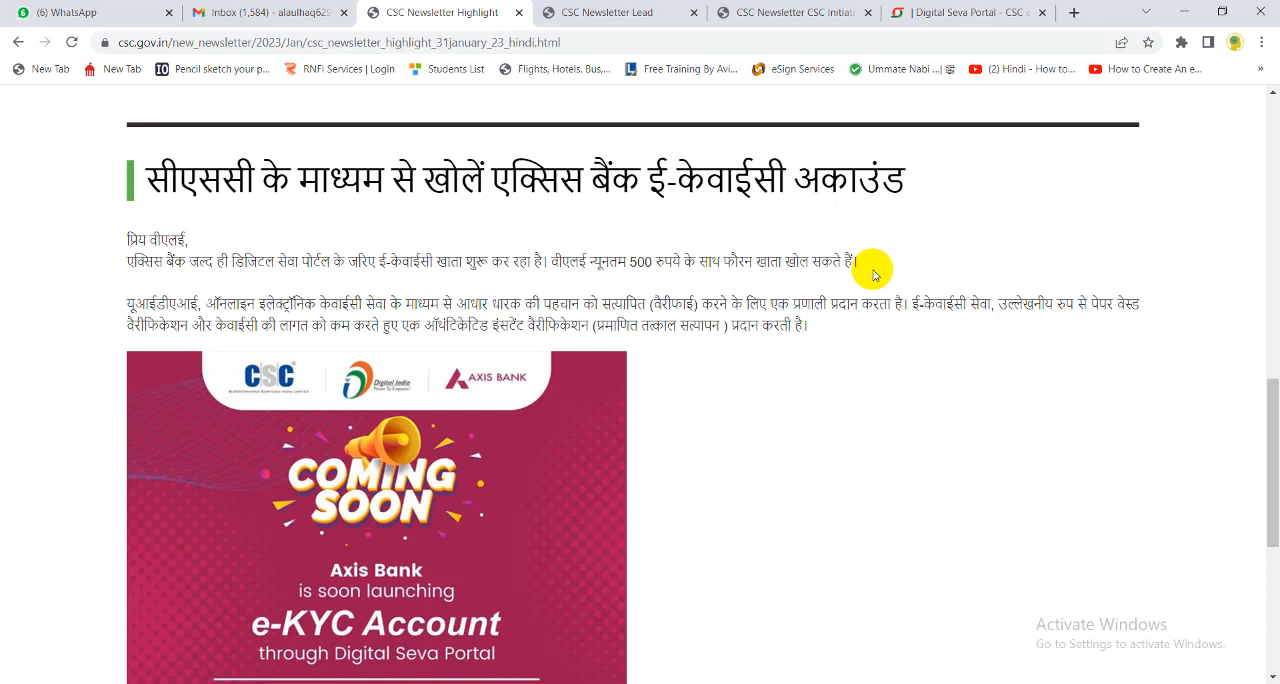 (6) WhatsApp
Inbox (1,584) - alaulhaq629
CSC Newsletter Highlight
CSC Newsletter Lead
CSC Newsletter CSC Initiat
| Digital Seva Portal - CSC
csc.gov.in/new_newsletter/2023/Jan/csc_newsletter_highlight_31january_23_hindi.html
New Tab
New Tab
Pencil sketch your p...
RNFI Services | Login
Students List
Flights, Hotels, Bus,...
Free Training By Avi...
eSign Services
Ummate Nabi ...|
(2) Hindi - How to...
How to Create An e...
»
सीएससी के माध्यम से खोलें एक्सिस बैंक ई-केवाईसी अकाउंड
प्रिय वीएलई,
एक्सिस बैंक जल्द ही डिजिटल सेवा पोर्टल के जरिए ई-केवाईसी खाता शुरू कर रहा है। वीएलई न्यूनतम 500 रुपये के साथ फौरन खाता खोल सकते हैं।
यूआईडीएआई, ऑनलाइन इलेक्ट्रॉनिक केवाईसी सेवा के माध्यम से आधार धारक की पहचान को सत्यापित (वैरीफाई) करने के लिए एक प्रणाली प्रदान करता है। ई-केवाईसी सेवा, उल्लेखनीय रुप से पेपर वेस्ड
वैरीफिकेशन और केवाईसी की लागत को कम करते हुए एक ऑथंटिकेटिड इंसटेंट वैरीफिकेशन (प्रमाणित तत्काल सत्यापन ) प्रदान करती है।
CSC
Digital India
Power To Empower
AXIS BANK
COMING
SOON
Axis Bank
is soon launching
e-KYC Account
through Digital Seva Portal
Activate Windows
Go to Settings to activate Windows.